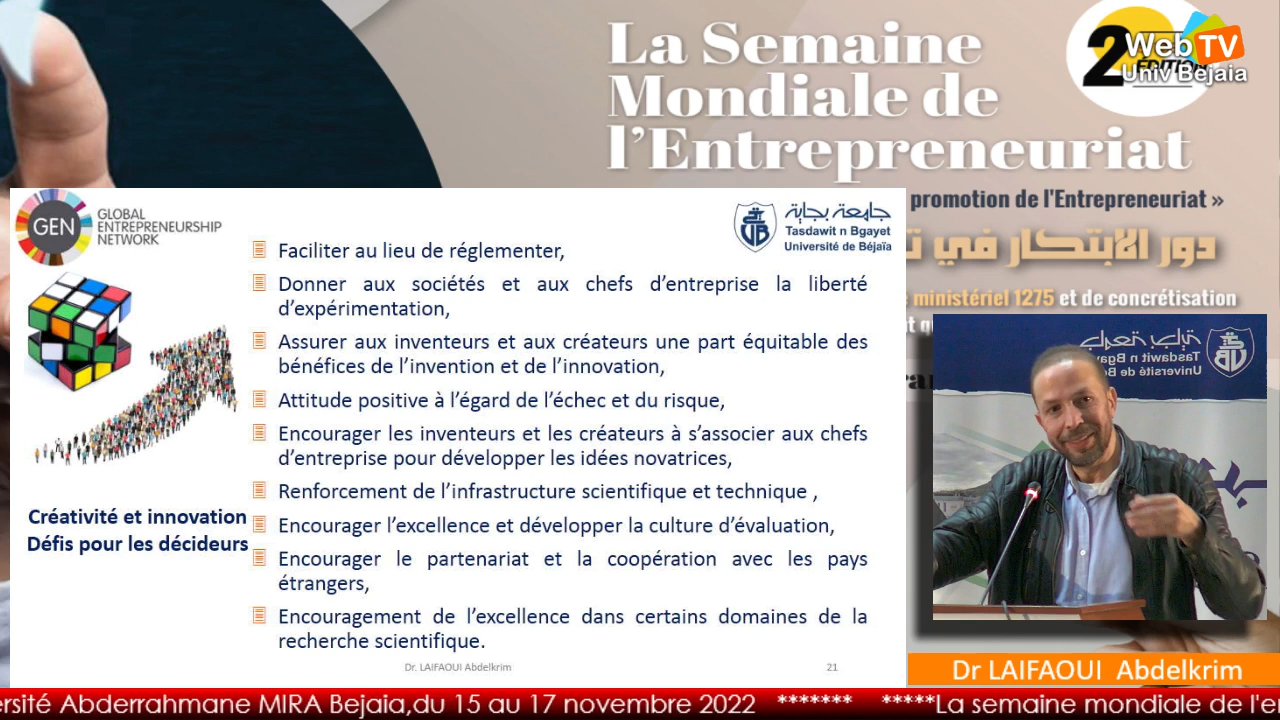 La Semaine
Mondiale de
l’Entrepreneuriat
2
EDITION
Web TV
Univ Bejaia
promotion de l'Entrepreneuriat »
دور الابتكار في
ministériel 1275 et de concrétisation
GEN
GLOBAL
ENTREPRENEURSHIP
NETWORK
UB
جامعة بجاية
Tasdawit n Bgayet
Université de Béjaïa
Faciliter au lieu de réglementer,
Donner aux sociétés et aux chefs d’entreprise la liberté
d’expérimentation,
Assurer aux inventeurs et aux créateurs une part équitable des
bénéfices de l’invention et de l’innovation,
Attitude positive à l’égard de l’échec et du risque,
Encourager les inventeurs et les créateurs à s’associer aux chefs
d’entreprise pour développer les idées novatrices,
Renforcement de l’infrastructure scientifique et technique ,
Encourager l’excellence et développer la culture d’évaluation,
Encourager le partenariat et la coopération avec les pays
étrangers,
Encouragement de l’excellence dans certains domaines de la
recherche scientifique.
Créativité et innovation
Défis pour les décideurs
Dr. LAIFAOUI Abdelkrim
21
Dr LAIFAOUI Abdelkrim
ersité Abderrahmane MIRA Bejaia,du 15 au 17 novembre 2022 ******* *****La semaine mondiale de l'e